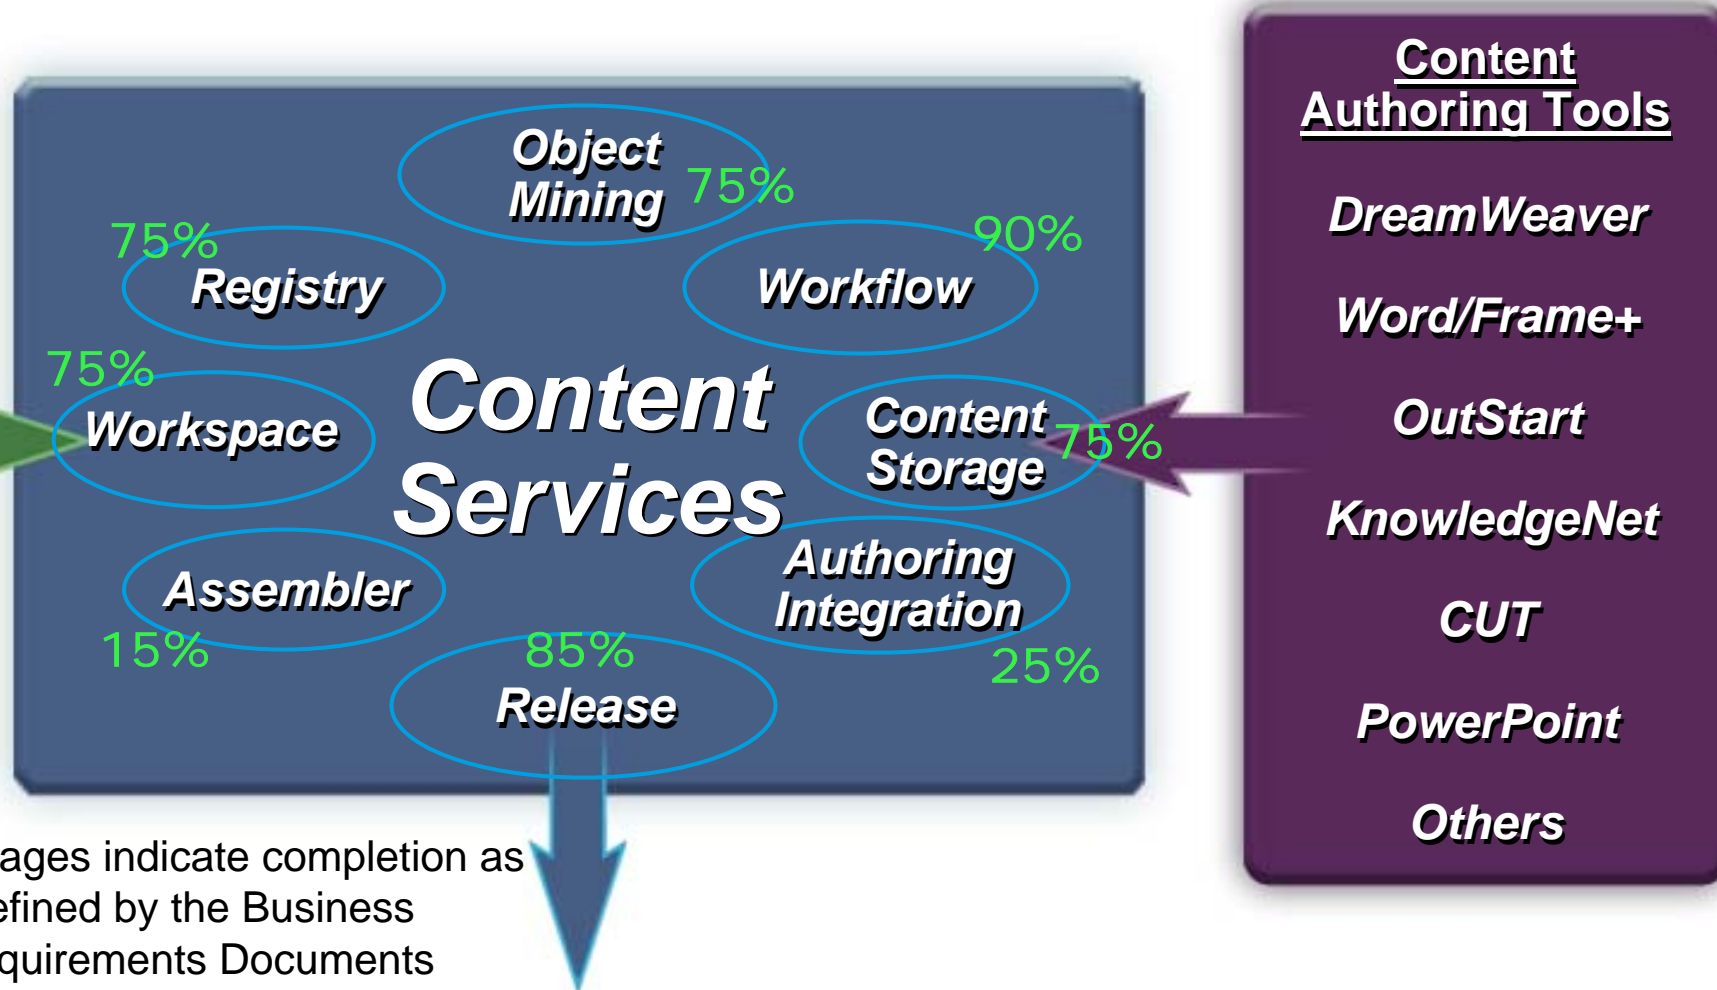 Object
Mining
75%
75%
Registry
90%
Workflow
75%
Workspace
Content
Services
Content
Storage
75%
Assembler
15%
Authoring
Integration
25%
85%
Release
ages indicate completion as
efined by the Business
quirements Documents
Content
Authoring Tools
DreamWeaver
Word/Frame+
OutStart
KnowledgeNet
CUT
PowerPoint
Others